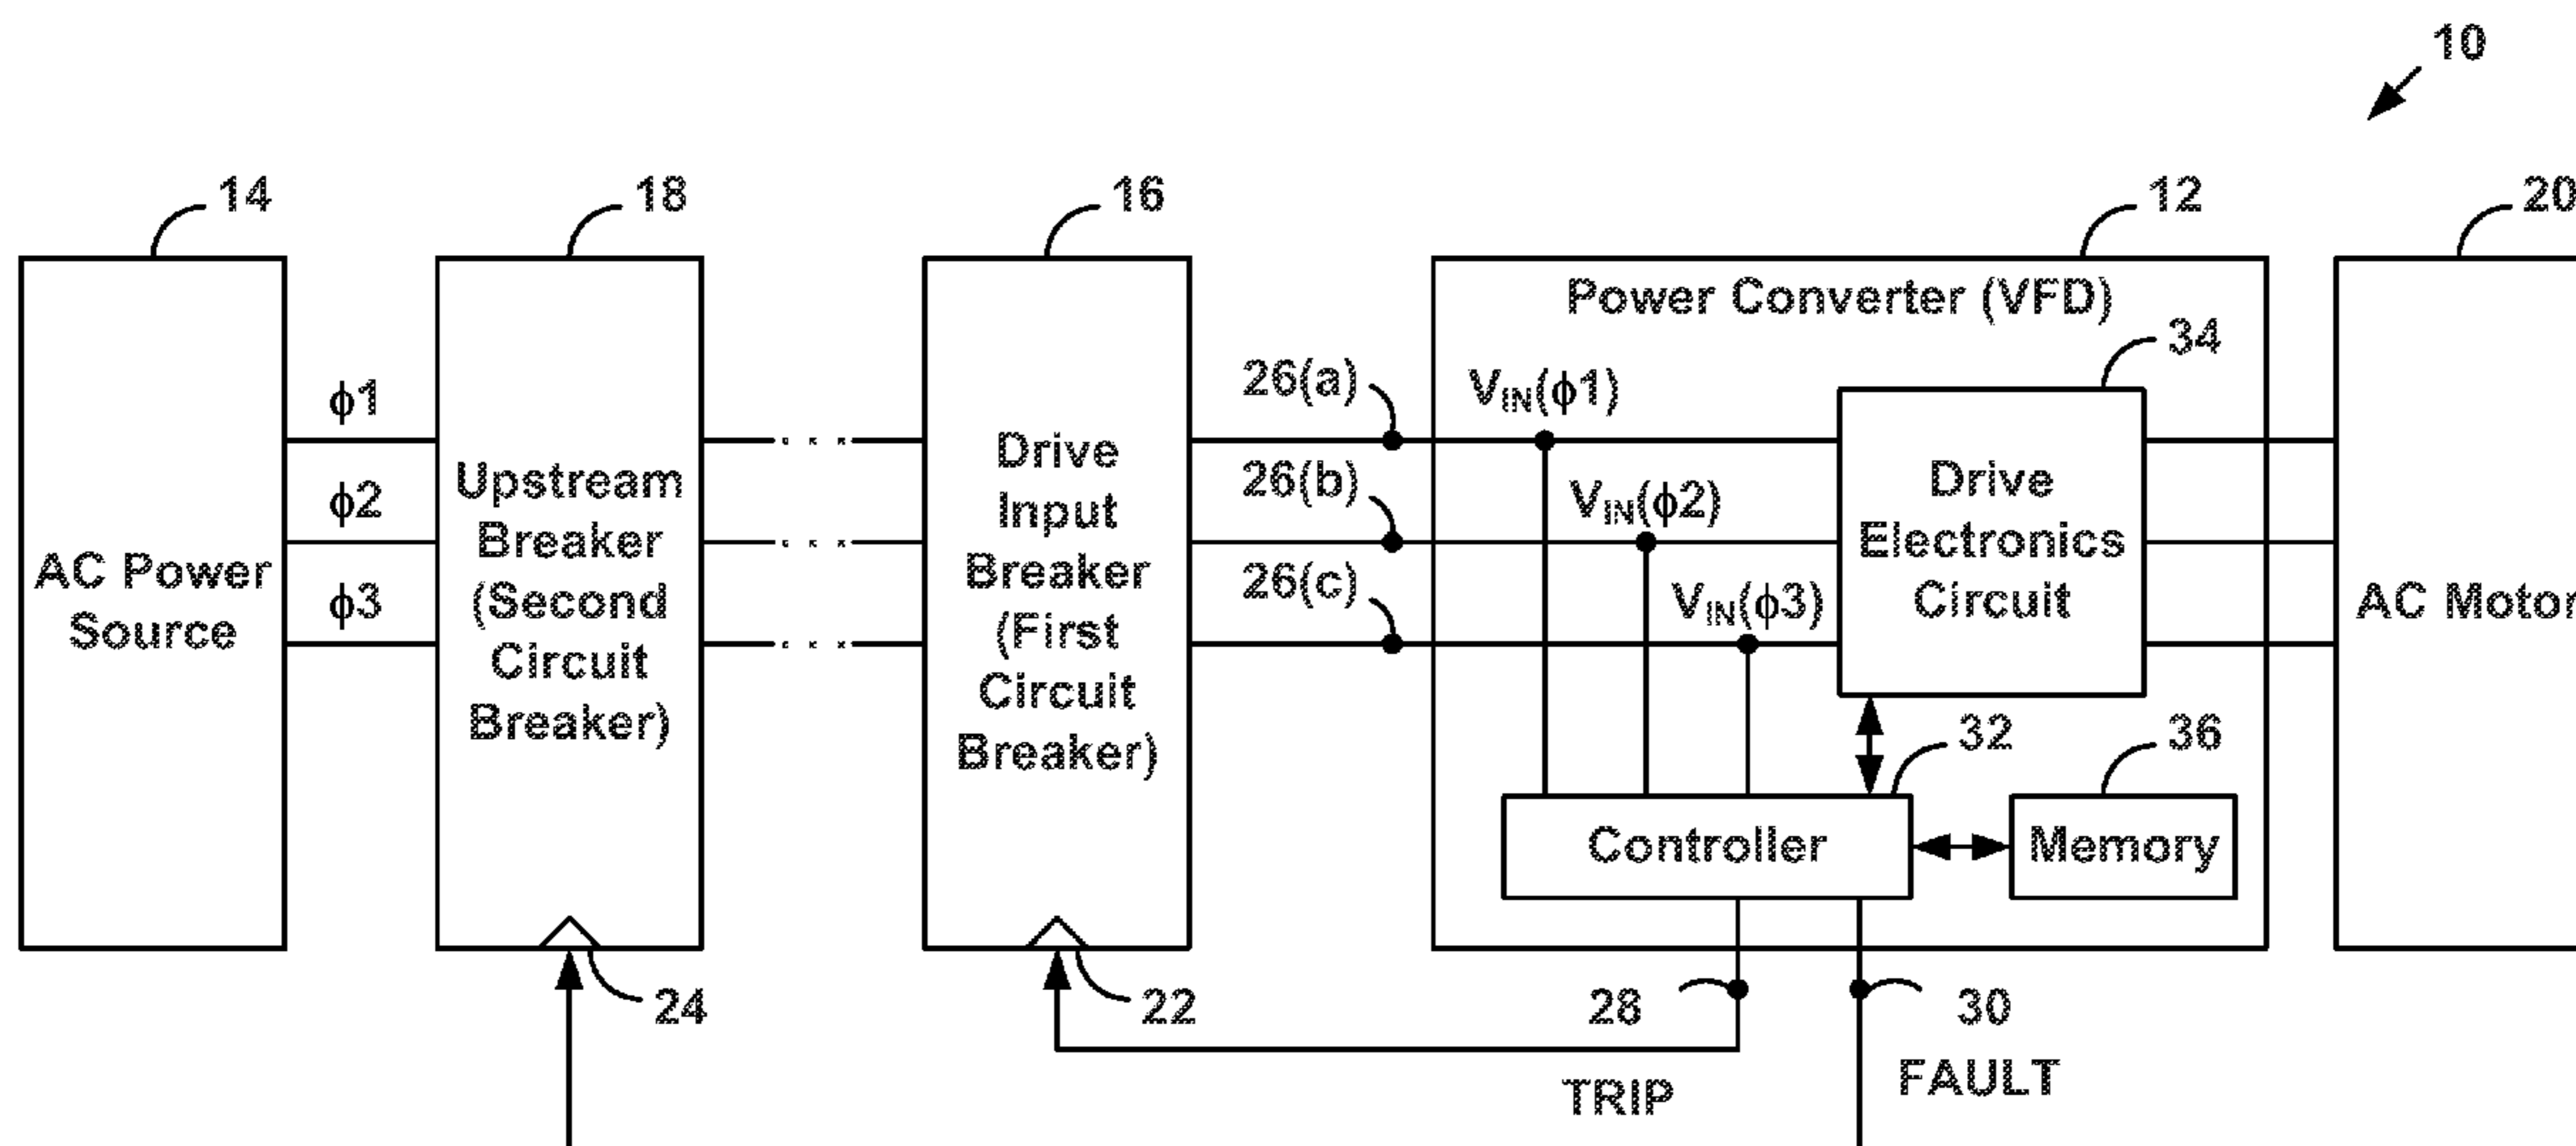 10
14
18
16
12
20
Power Converter (VFD)
34
ϕ1
ϕ2
ϕ3
26(a)
26(b)
26(c)
VIN(ϕ1)
VIN(ϕ2)
VIN(ϕ3)
AC Power
Source
Upstream
Breaker
(Second
Circuit
Breaker)
Drive
Input
Breaker
(First
Circuit
Breaker)
Drive
Electronics
Circuit
AC Motor
32
36
Controller
Memory
24
22
28
30
TRIP
FAULT